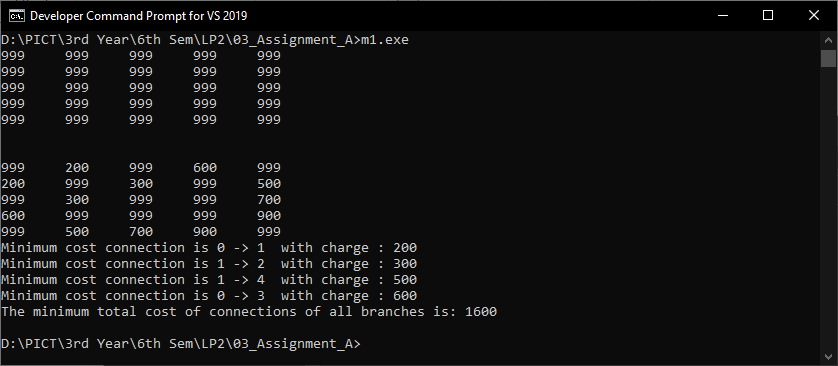 Developer Command Prompt for VS 2019
D:\PICT\3rd Year\6th Sem\LP2\03_Assignment_A>m1.exe
999 999 999 999 999
999 999 999 999 999
999 999 999 999 999
999 999 999 999 999
999 999 999 999 999
999 200 999 600 999
200 999 300 999 500
999 300 999 999 700
600 999 999 999 900
999 500 700 900 999
Minimum cost connection is 0 -> 1  with charge : 200
Minimum cost connection is 1 -> 2  with charge : 300
Minimum cost connection is 1 -> 4  with charge : 500
Minimum cost connection is 0 -> 3  with charge : 600
The minimum total cost of connections of all branches is: 1600
D:\PICT\3rd Year\6th Sem\LP2\03_Assignment_A>